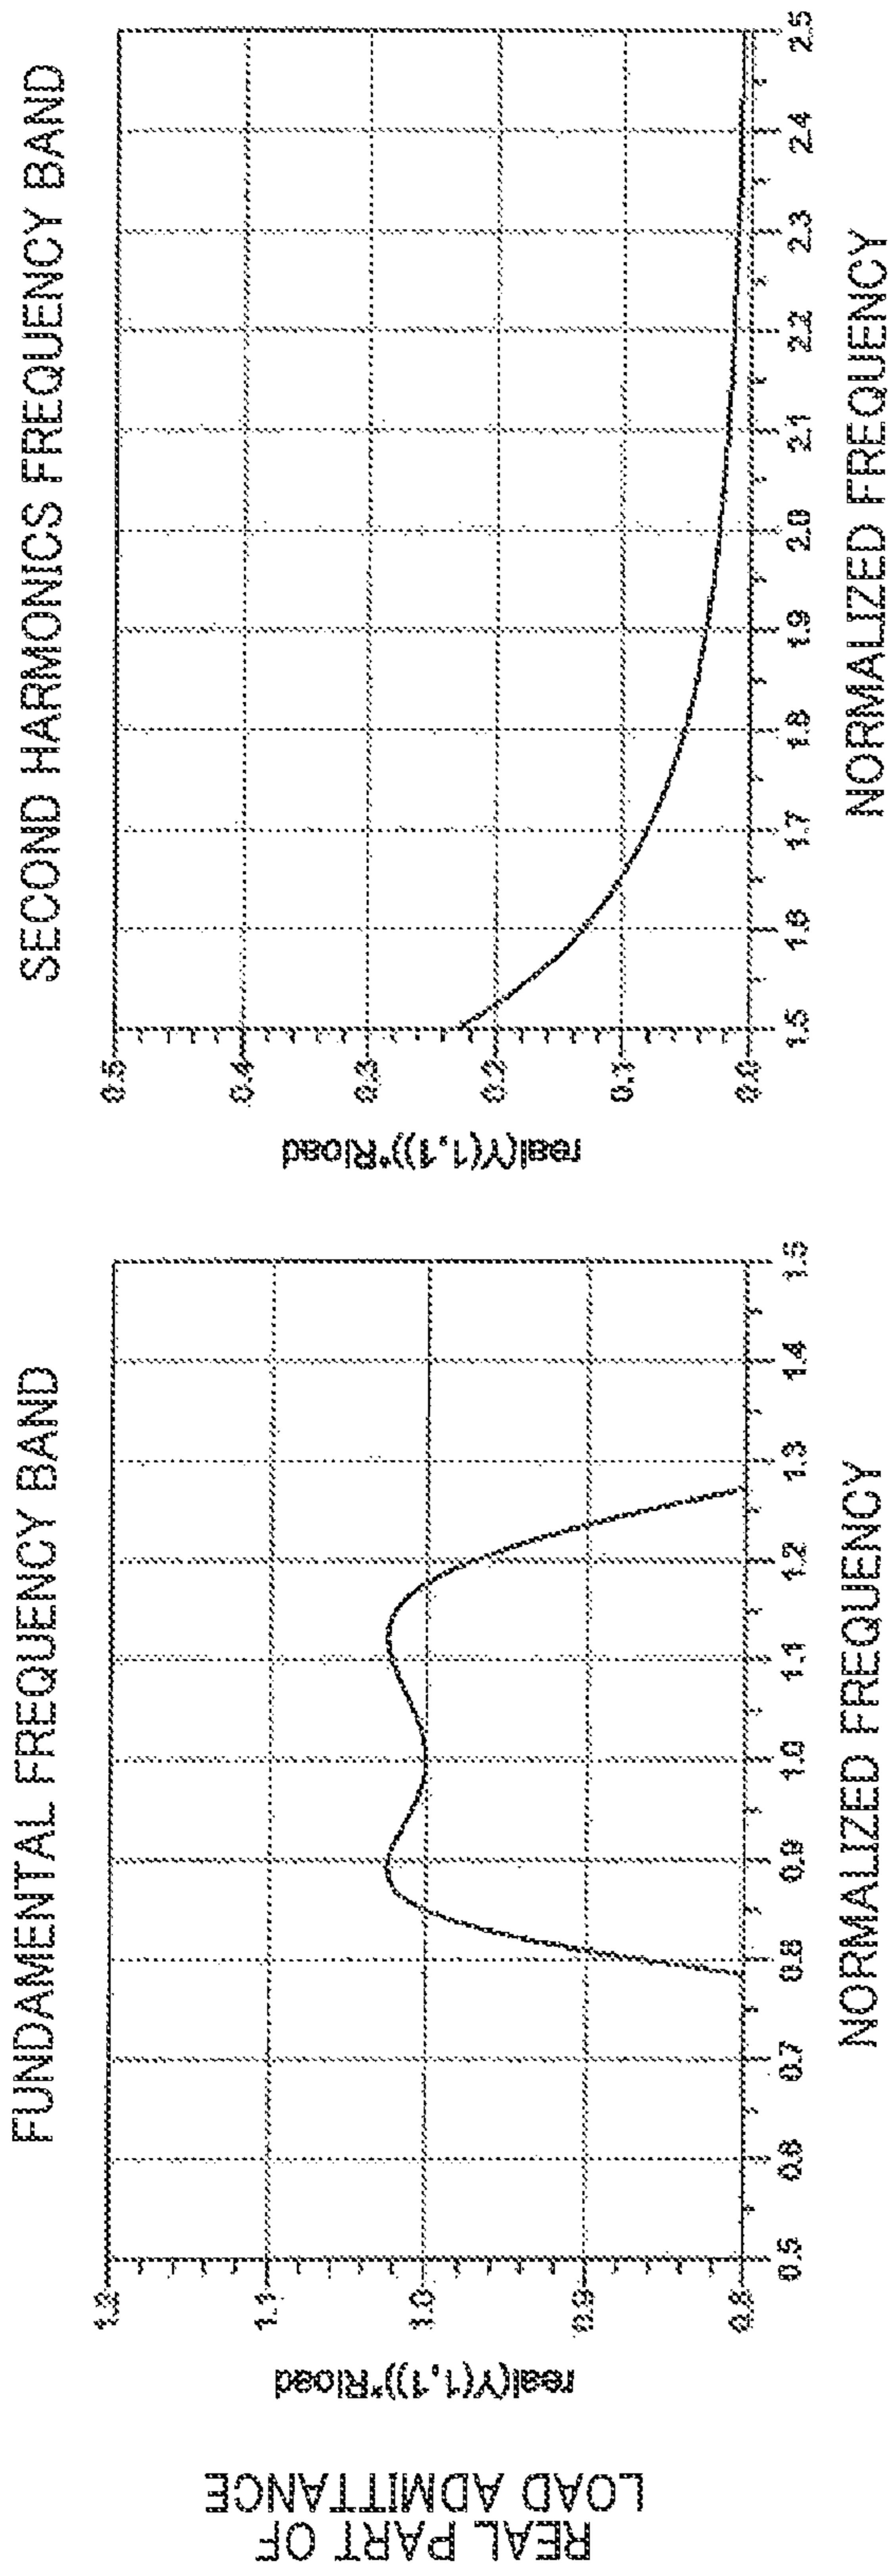 REAL PART OF
LOAD ADMITTANCE
FUNDAMENTAL FREQUENCY BAND
real(Y(1,1))*Rload
1.2
1.1
1.0
0.9
0.8
0.5 0.6 0.7 0.8 0.9 1.0 1.1 1.2 1.3 1.4 1.5
NORMALIZED FREQUENCY
SECOND HARMONICS FREQUENCY BAND
real(Y(1,1))*Rload
0.5
0.4
0.3
0.2
0.1
0.0
1.5 1.6 1.7 1.8 1.9 2.0 2.1 2.2 2.3 2.4 2.5
NORMALIZED FREQUENCY